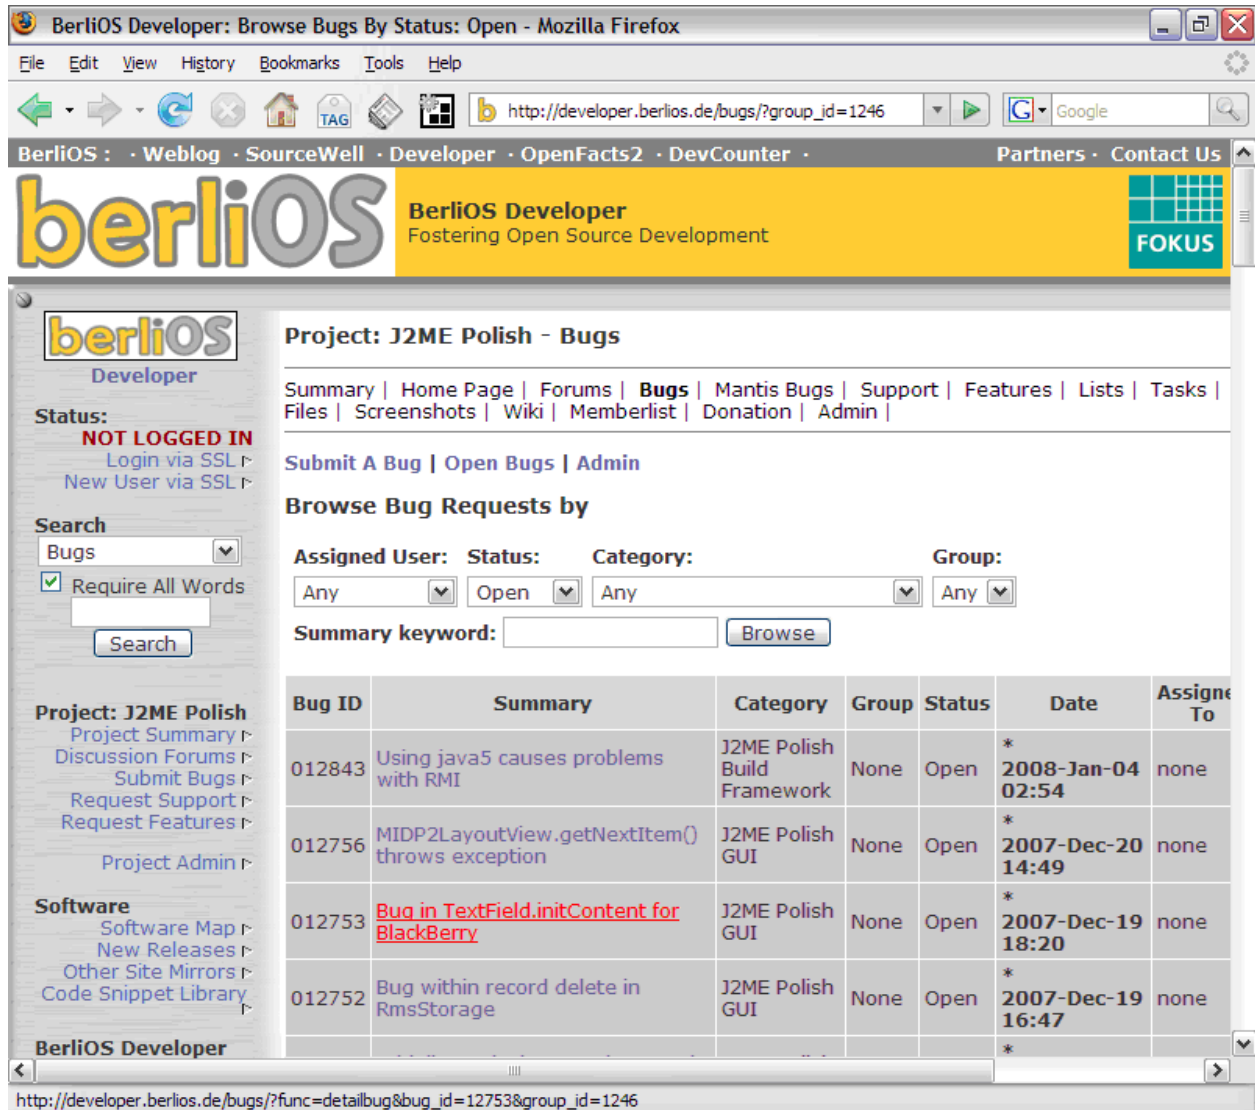 BerliOS Developer: Browse Bugs By Status: Open - Mozilla Firefox
File Edit View History Bookmarks Tools Help
TAG http://developer.berlios.de/bugs/?group_id=1246 G Google
BerliOS : · Weblog · SourceWell · Developer · OpenFacts2 · DevCounter · Partners · Contact Us
berliOS
BerliOS Developer
Fostering Open Source Development
FOKUS
berliOS
Developer
Status:
NOT LOGGED IN
Login via SSL
New User via SSL
Search
Bugs
Require All Words
Search
Project: J2ME Polish
Project Summary
Discussion Forums
Submit Bugs
Request Support
Request Features
Project Admin
Software
Software Map
New Releases
Other Site Mirrors
Code Snippet Library
BerliOS Developer
Project: J2ME Polish - Bugs
Summary | Home Page | Forums | Bugs | Mantis Bugs | Support | Features | Lists | Tasks |
Files | Screenshots | Wiki | Memberlist | Donation | Admin |
Submit A Bug | Open Bugs | Admin
Browse Bug Requests by
Assigned User: Status: Category: Group:
Any Open Any Any
Summary keyword: Browse
Bug ID Summary Category Group Status Date Assigne
To
012843 Using java5 causes problems
with RMI
J2ME Polish
Build
Framework
None Open
*
2008-Jan-04
02:54
none
012756 MIDP2LayoutView.getNextItem()
throws exception
J2ME Polish
GUI
None Open
*
2007-Dec-20
14:49
none
012753 Bug in TextField.initContent for
BlackBerry
J2ME Polish
GUI
None Open
*
2007-Dec-19
18:20
none
012752 Bug within record delete in
RmsStorage
J2ME Polish
GUI
None Open
*
2007-Dec-19
16:47
none
*
http://developer.berlios.de/bugs/?func=detailbug&bug_id=12753&group_id=1246